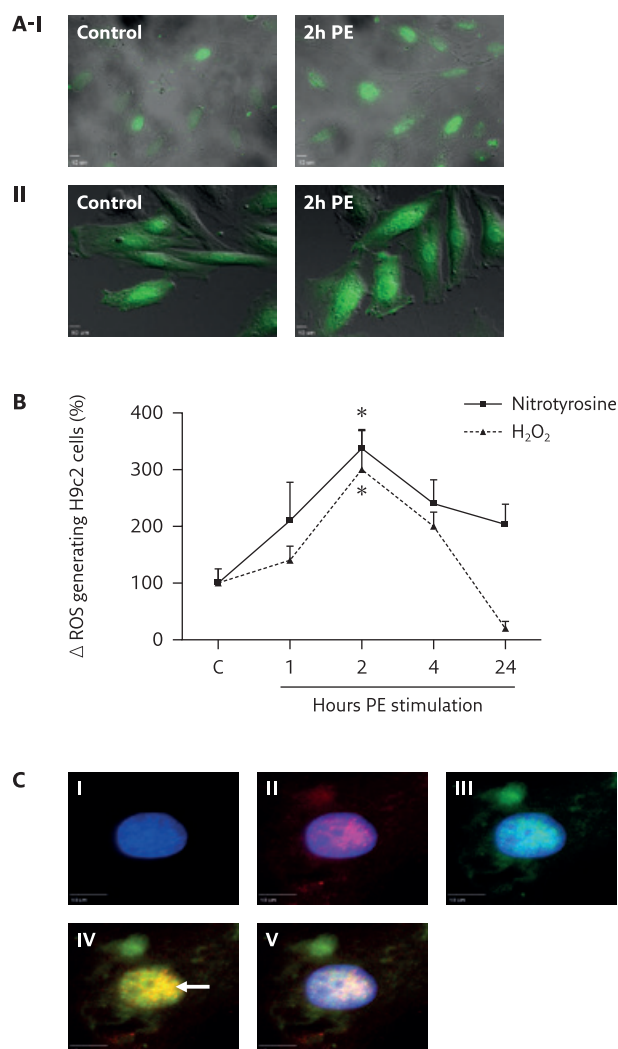 A-I
Control
2h PE
II
Control
2h PE
B
Δ ROS generating H9c2 cells (%)
400
300
200
100
0
*
*
Nitrotyrosine
H₂O₂
C
1
2
4
24
Hours PE stimulation
C
I
II
III
IV
V